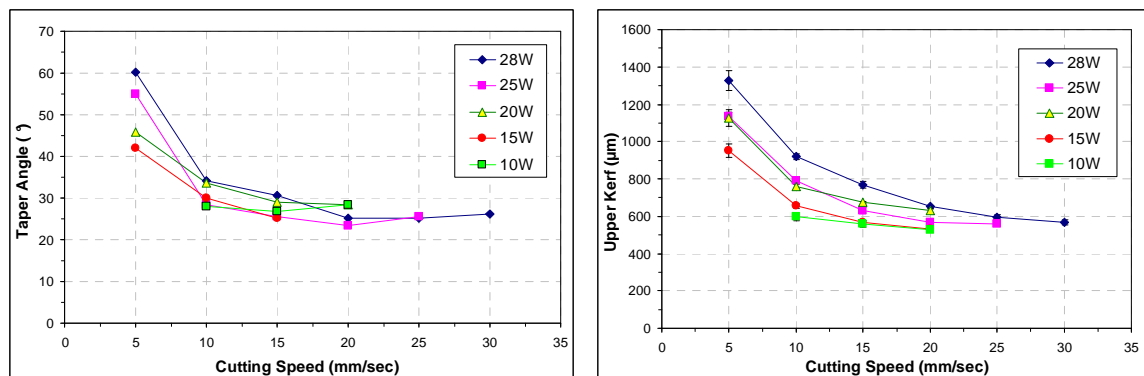 70
60
50
40
30
20
10
0
Taper Angle ( °)
0 5 10 15 20 25 30 35
Cutting Speed (mm/sec)
28W
25W
20W
15W
10W
1600
1400
1200
1000
800
600
400
200
0
Upper Kerf (µm)
0 5 10 15 20 25 30 35
Cutting Speed (mm/sec)
28W
25W
20W
15W
10W